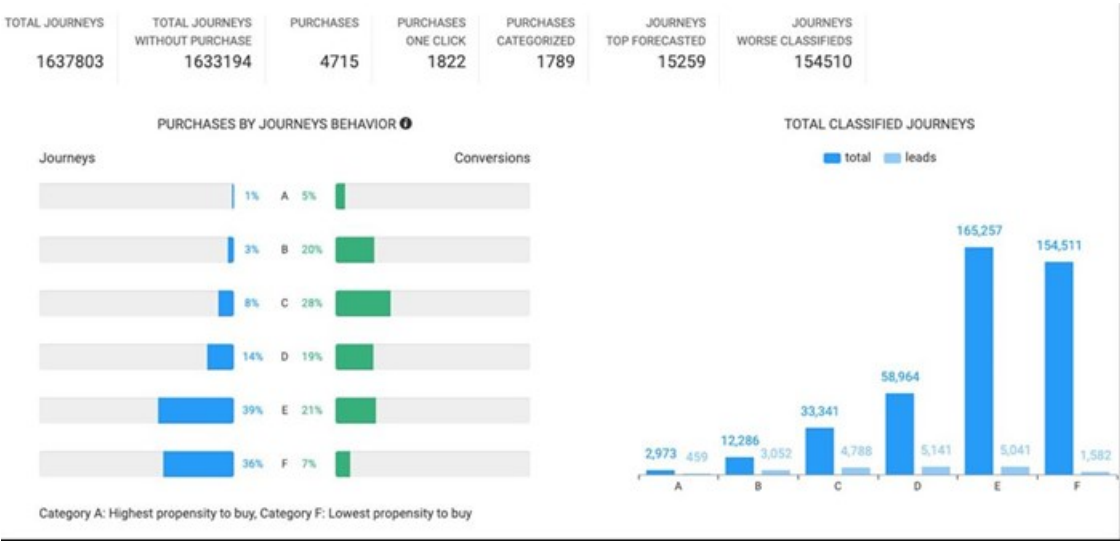 TOTAL JOURNEYS
1637803
TOTAL JOURNEYS
WITHOUT PURCHASE
1633194
PURCHASES
4715
PURCHASES
ONE CLICK
1822
PURCHASES
CATEGORIZED
1789
JOURNEYS
TOP FORECASTED
15259
JOURNEYS
WORSE CLASSIFIEDS
154510
PURCHASES BY JOURNEYS BEHAVIOR
Journeys Conversions
1% A 5%
3% B 20%
8% C 28%
14% D 19%
39% E 21%
36% F 7%
Category A: Highest propensity to buy, Category F: Lowest propensity to buy
TOTAL CLASSIFIED JOURNEYS
total leads
2,973 459
12,286 3,052
33,341 4,788
58,964 5,141
165,257 5,041
154,511 1,582
A B C D E F